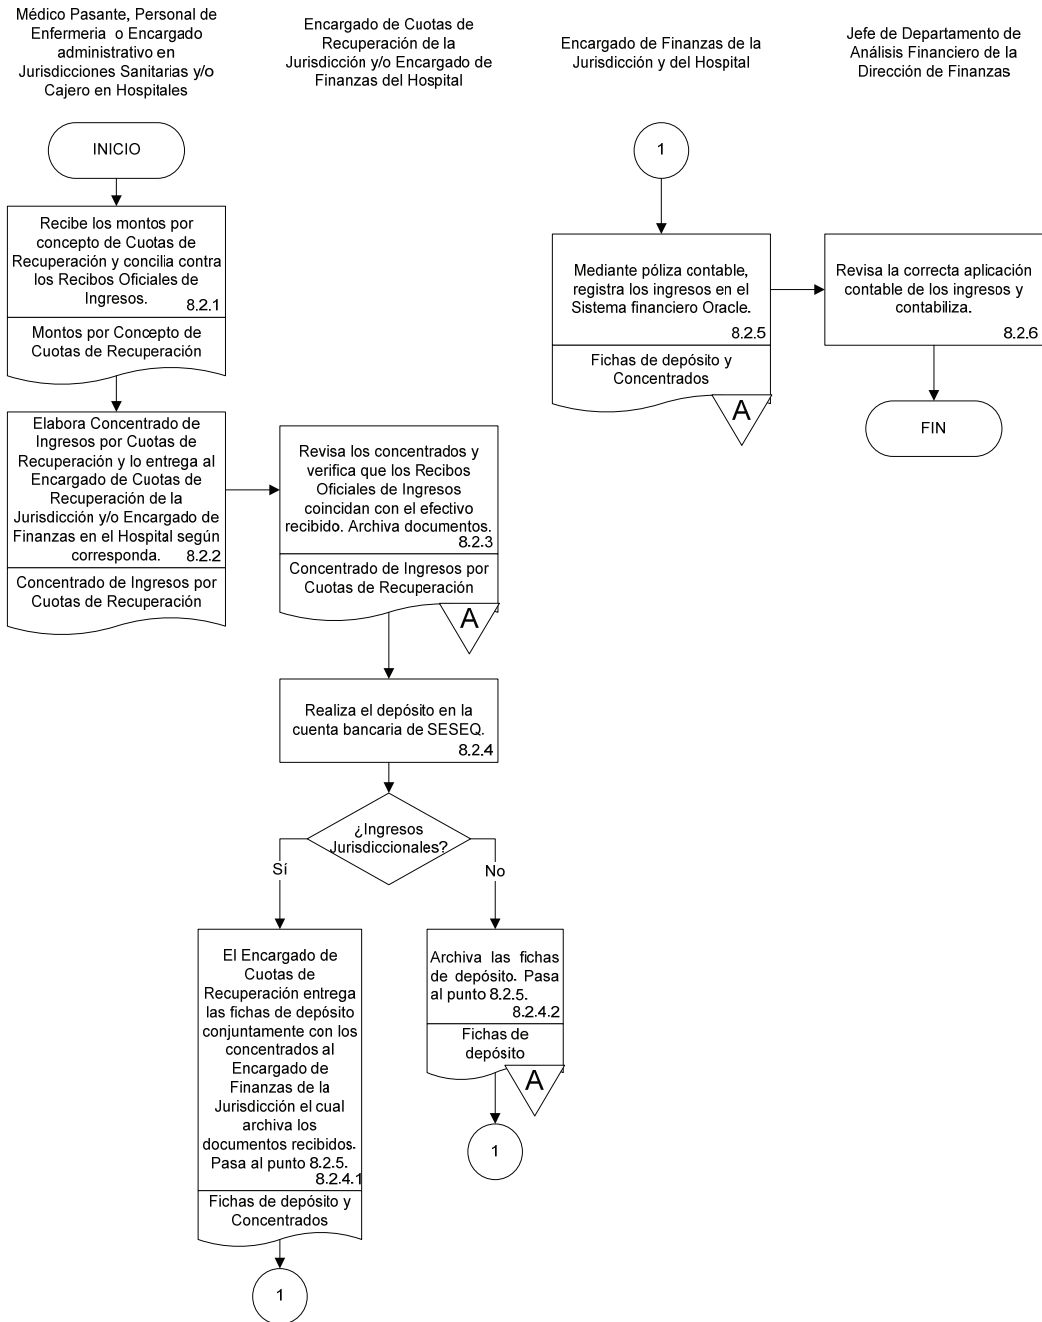 Médico Pasante, Personal de
Enfermeria o Encargado
administrativo en
Jurisdicciones Sanitarias y/o
Cajero en Hospitales
Encargado de Cuotas de
Recuperación de la
Jurisdicción y/o Encargado de
Finanzas del Hospital
Encargado de Finanzas de la
Jurisdicción y del Hospital
Jefe de Departamento de
Análisis Financiero de la
Dirección de Finanzas
INICIO
Recibe los montos por
concepto de Cuotas de
Recuperación y concilia contra
los Recibos Oficiales de
Ingresos.
8.2.1
Montos por Concepto de
Cuotas de Recuperación
Elabora Concentrado de
Ingresos por Cuotas de
Recuperación y lo entrega al
Encargado de Cuotas de
Recuperación de la
Jurisdicción y/o Encargado de
Finanzas en el Hospital según
corresponda. 8.2.2
Concentrado de Ingresos por
Cuotas de Recuperación
Revisa los concentrados y
verifica que los Recibos
Oficiales de Ingresos
coincidan con el efectivo
recibido. Archiva documentos.
8.2.3
Concentrado de Ingresos por
Cuotas de Recuperación
A
Realiza el depósito en la
cuenta bancaria de SESEQ.
8.2.4
¿Ingresos
Jurisdiccionales?
Sí
No
El Encargado de
Cuotas de
Recuperación entrega
las fichas de depósito
conjuntamente con los
concentrados al
Encargado de
Finanzas de la
Jurisdicción el cual
archiva los
documentos recibidos.
Pasa al punto 8.2.5.
8.2.4.1
Fichas de depósito y
Concentrados
1
Archiva las fichas
de depósito. Pasa
al punto 8.2.5.
8.2.4.2
Fichas de
depósito
A
1
1
Mediante póliza contable,
registra los ingresos en el
Sistema financiero Oracle.
8.2.5
Fichas de depósito y
Concentrados
A
Revisa la correcta aplicación
contable de los ingresos y
contabiliza.
8.2.6
FIN